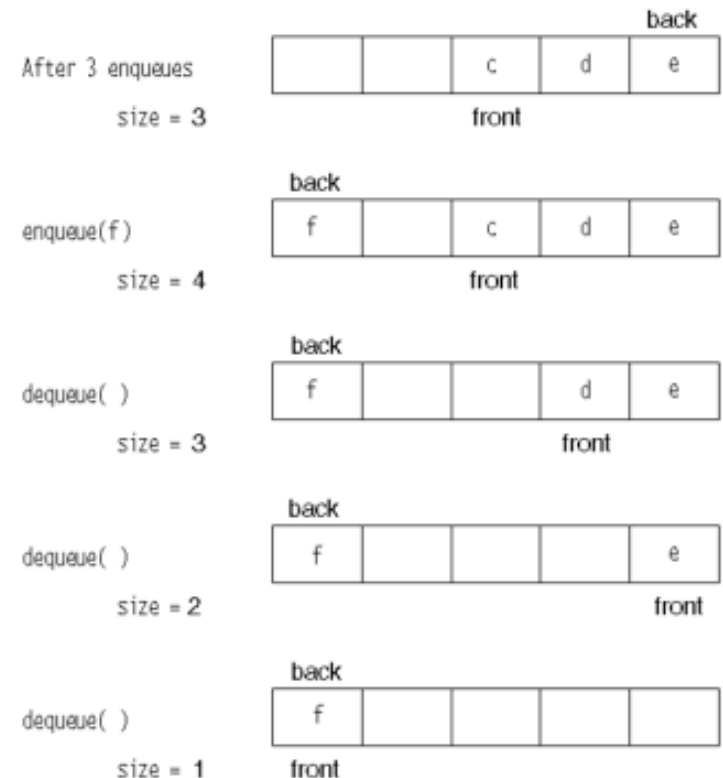 back
After 3 enqueues c d e
size = 3 front
back
enqueue(f) f c d e
size = 4 front
back
dequeue( ) f d e
size = 3 front
back
dequeue( ) f e
size = 2 front
back
dequeue( ) f
size = 1 front